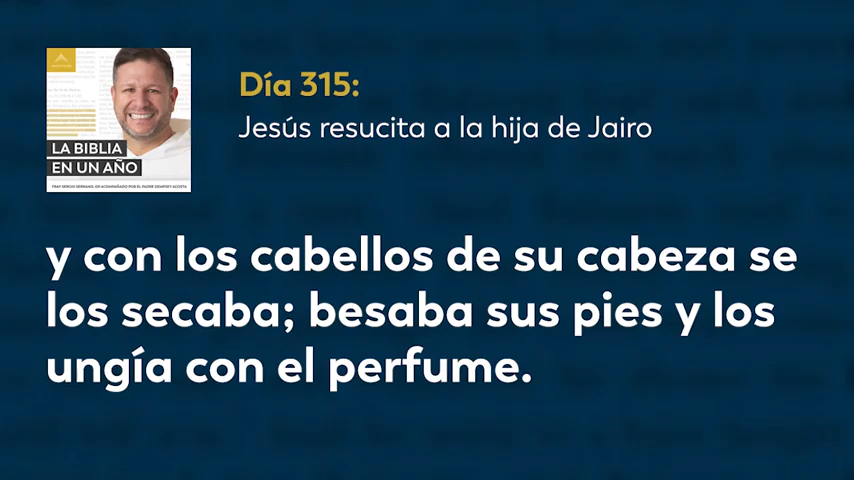 Día 315:
Jesús resucita a la hija de Jairo
LA BIBLIA
EN UN AÑO
y con los cabellos de su cabeza se
los secaba; besaba sus pies y los
ungía con el perfume.